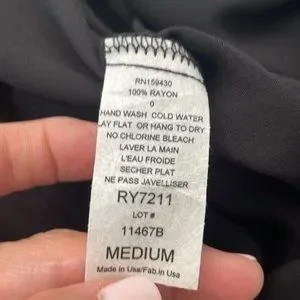 RN159430
100% RAYON
0
HAND WASH COLD WATER
LAY FLAT OR HANG TO DRY
NO CHLORINE BLEACH
LAVER LA MAIN
L'EAU FROIDE
SECHER PLAT
NE PASS JAVELLISER
RY7211
LOT #
11467B
MEDIUM
Made in Usa/Fab.in Usa